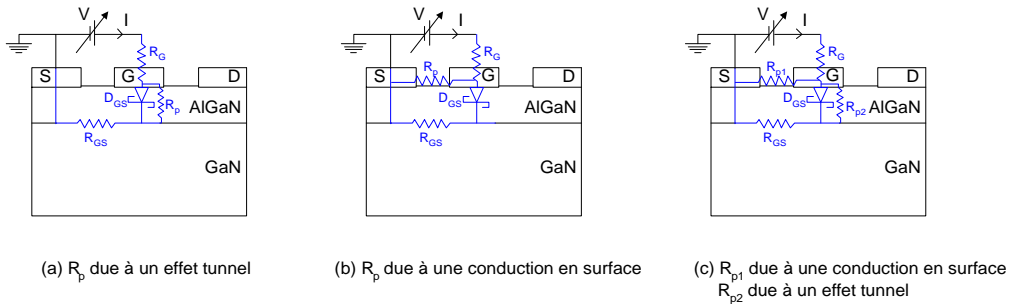 V I
R_G
S G D
D_GS R_p AlGaN
R_GS
GaN
(a) R_p due à un effet tunnel
V I
R_G
S R_p G D
D_GS AlGaN
R_GS
GaN
(b) R_p due à une conduction en surface
V I
R_G
S R_p1 G D
D_GS R_p2 AlGaN
R_GS
GaN
(c) R_p1 due à une conduction en surface
R_p2 due à un effet tunnel